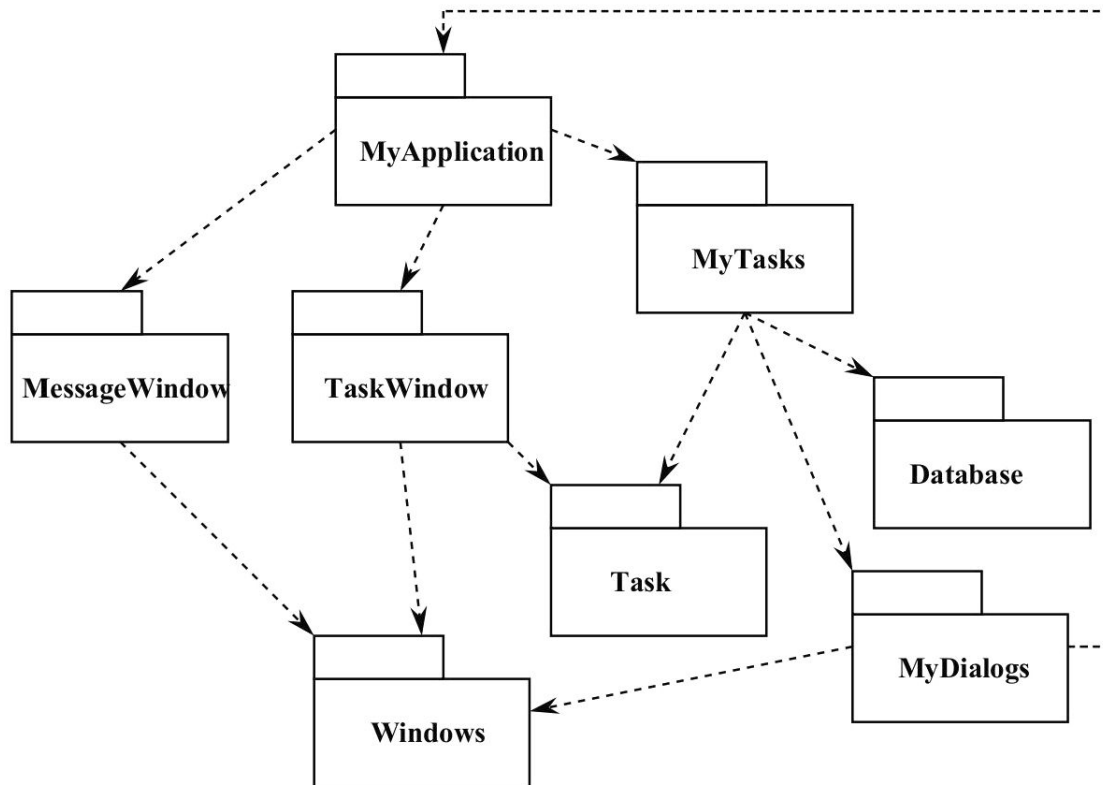 MyApplication
MyTasks
MessageWindow
TaskWindow
Database
Task
MyDialogs
Windows